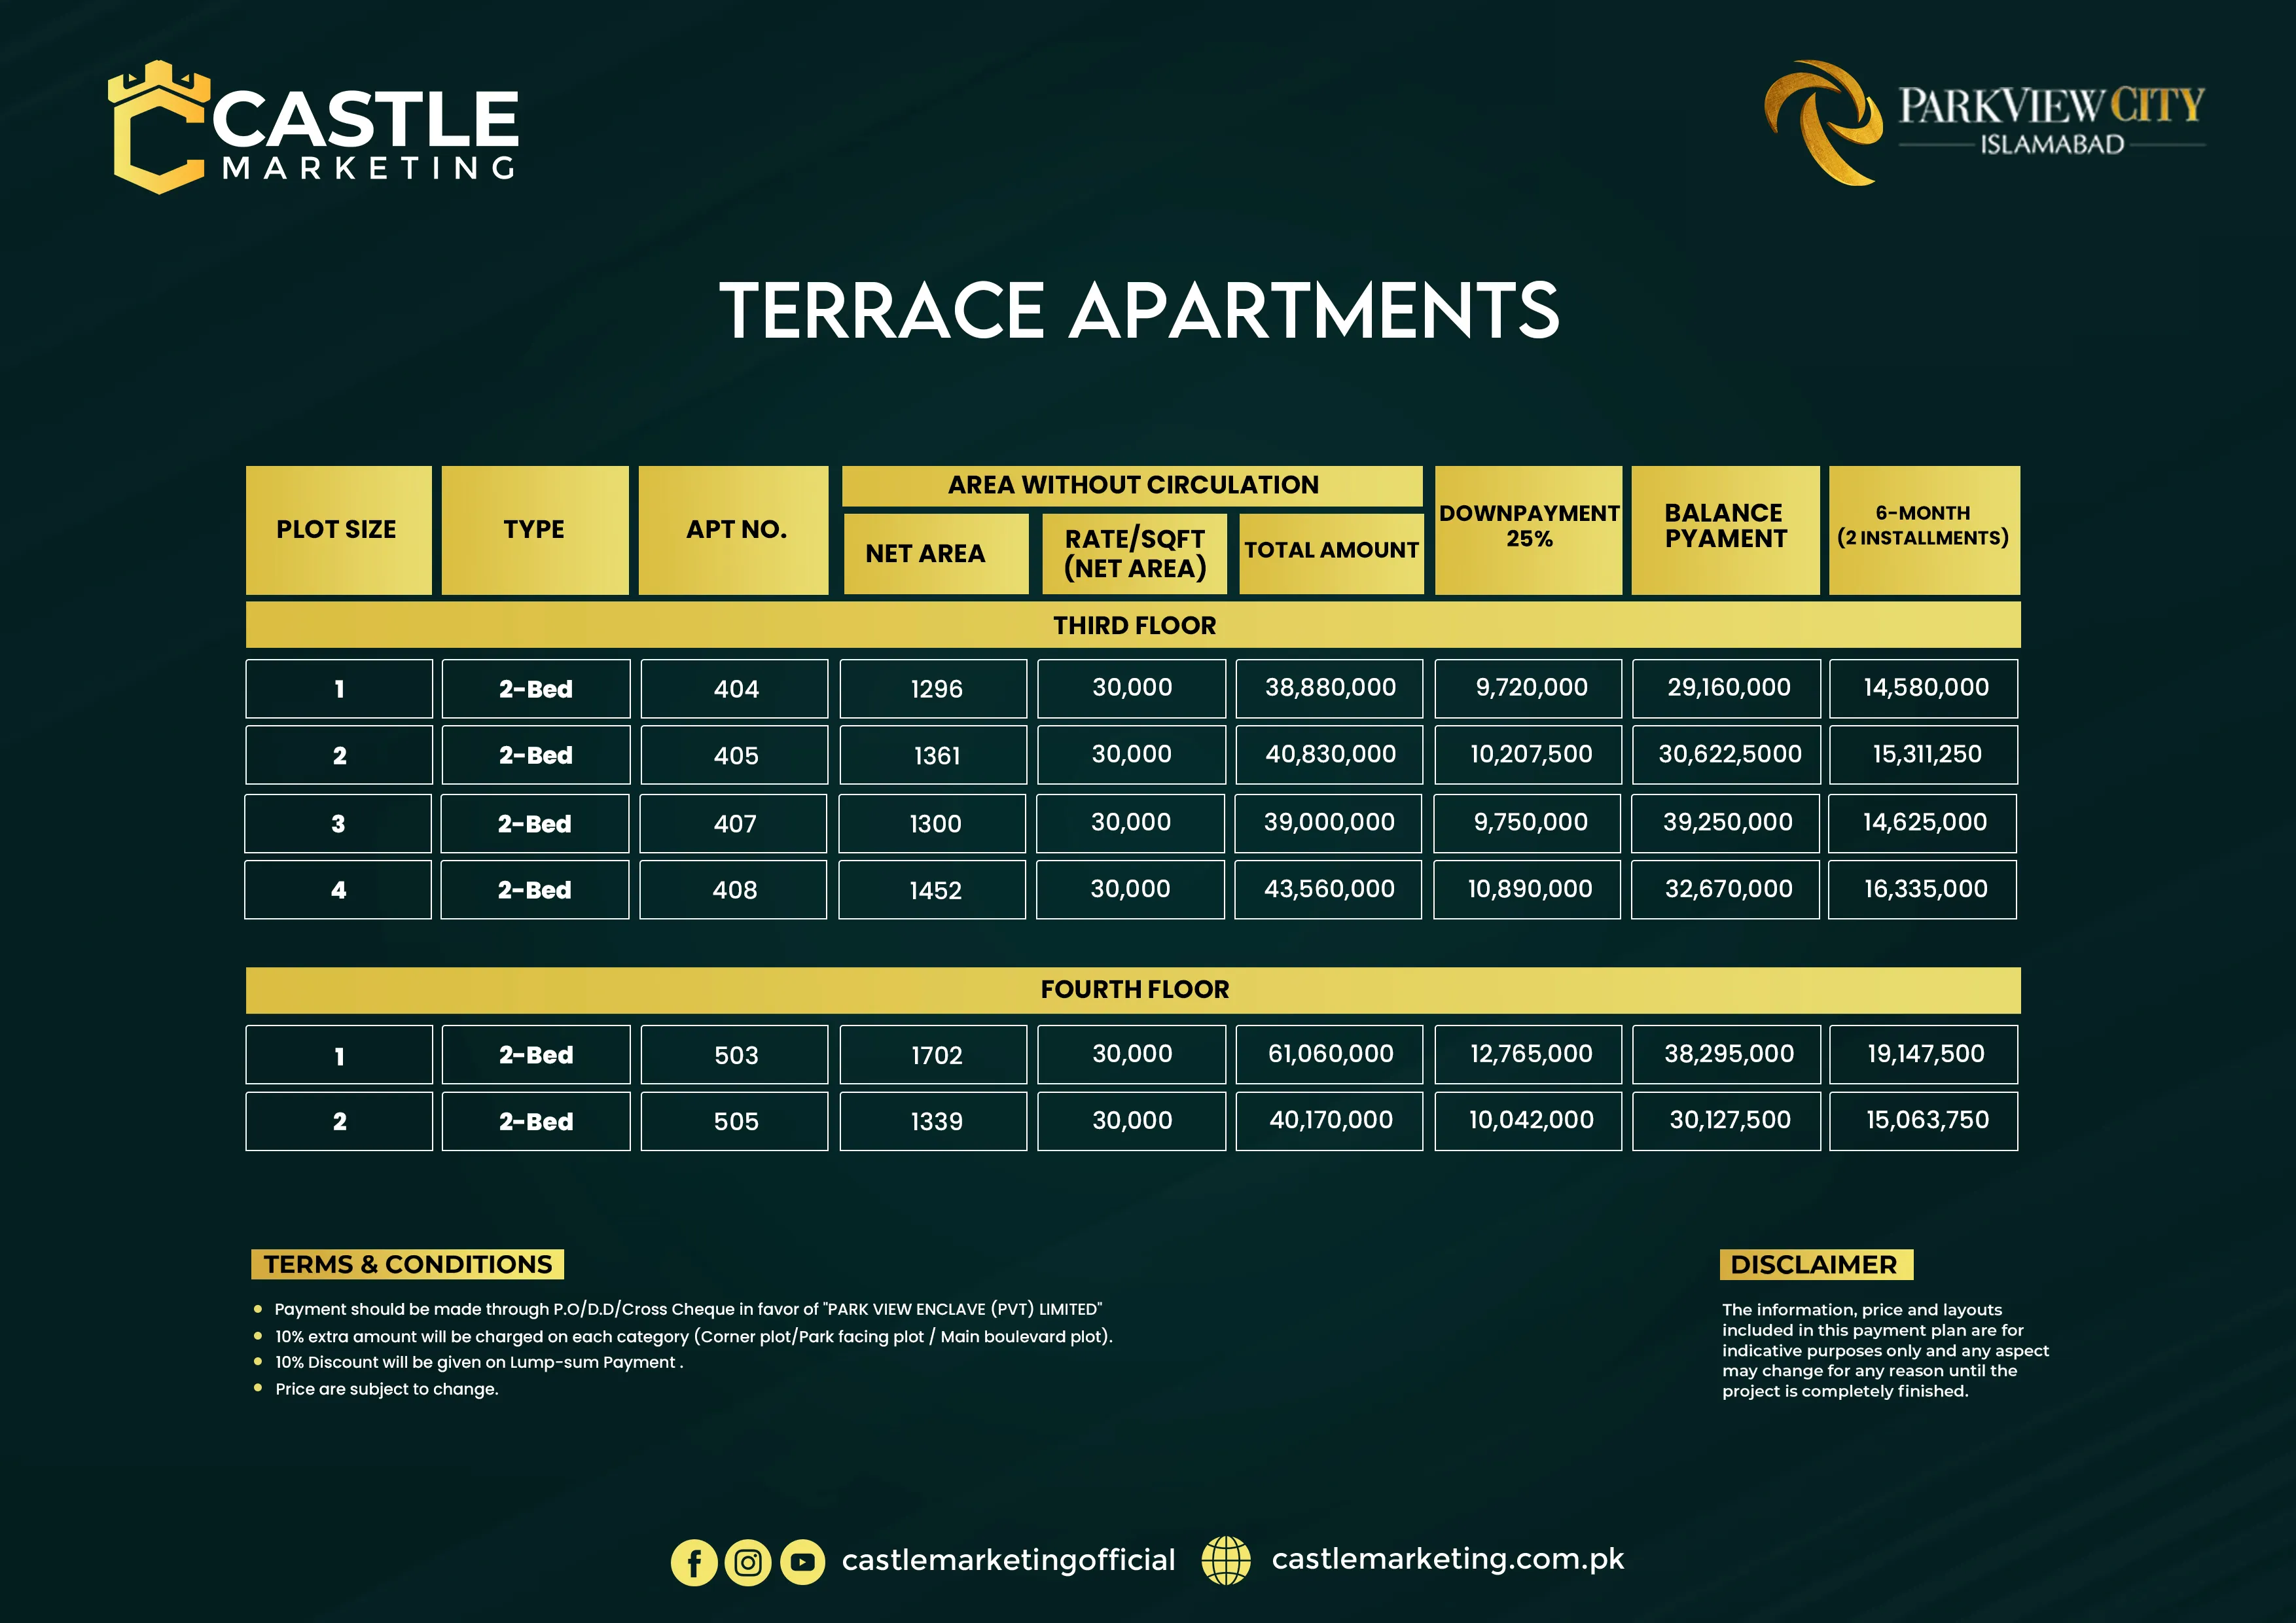 CASTLE
MARKETING
PARKVIEW CITY
ISLAMABAD
TERRACE APARTMENTS
PLOT SIZE TYPE APT NO. AREA WITHOUT CIRCULATION NET AREA RATE/SQFT (NET AREA) TOTAL AMOUNT DOWNPAYMENT 25% BALANCE PYAMENT 6-MONTH (2 INSTALLMENTS)
THIRD FLOOR
1 2-Bed 404 1296 30,000 38,880,000 9,720,000 29,160,000 14,580,000
2 2-Bed 405 1361 30,000 40,830,000 10,207,500 30,622,5000 15,311,250
3 2-Bed 407 1300 30,000 39,000,000 9,750,000 39,250,000 14,625,000
4 2-Bed 408 1452 30,000 43,560,000 10,890,000 32,670,000 16,335,000
FOURTH FLOOR
1 2-Bed 503 1702 30,000 61,060,000 12,765,000 38,295,000 19,147,500
2 2-Bed 505 1339 30,000 40,170,000 10,042,000 30,127,500 15,063,750
TERMS & CONDITIONS
• Payment should be made through P.O/D.D/Cross Cheque in favor of "PARK VIEW ENCLAVE (PVT) LIMITED"
• 10% extra amount will be charged on each category (Corner plot/Park facing plot / Main boulevard plot).
• 10% Discount will be given on Lump-sum Payment .
• Price are subject to change.
DISCLAIMER
The information, price and layouts
included in this payment plan are for
indicative purposes only and any aspect
may change for any reason until the
project is completely finished.
castlemarketingofficial castlemarketing.com.pk